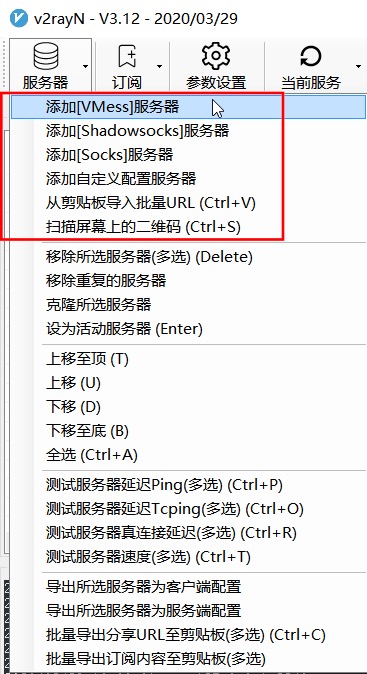 v2rayN - V3.12 - 2020/03/29
服务器 订阅 参数设置 当前服务
添加[VMess]服务器
添加[Shadowsocks]服务器
添加[Socks]服务器
添加自定义配置服务器
从剪贴板导入批量URL (Ctrl+V)
扫描屏幕上的二维码 (Ctrl+S)
移除所选服务器(多选) (Delete)
移除重复的服务器
克隆所选服务器
设为活动服务器 (Enter)
上移至顶 (T)
上移 (U)
下移 (D)
下移至底 (B)
全选 (Ctrl+A)
测试服务器延迟Ping(多选) (Ctrl+P)
测试服务器延迟Tcping(多选) (Ctrl+O)
测试服务器真连接延迟(多选) (Ctrl+R)
测试服务器速度(多选) (Ctrl+T)
导出所选服务器为客户端配置
导出所选服务器为服务端配置
批量导出分享URL至剪贴板(多选) (Ctrl+C)
批量导出订阅内容至剪贴板(多选)